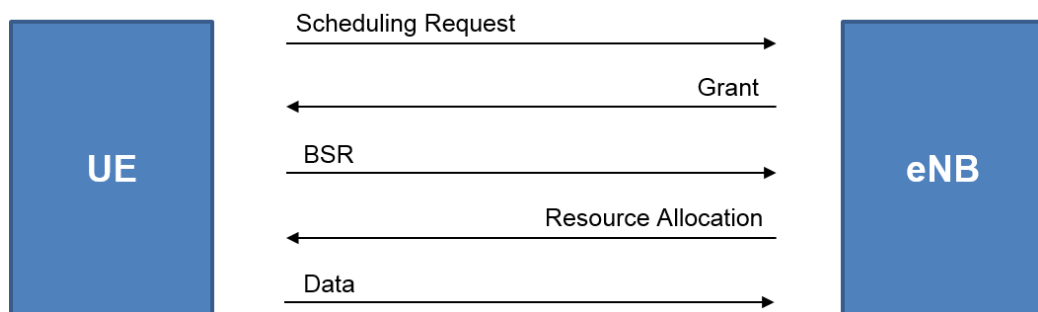 Scheduling Request
Grant
UE
BSR
eNB
Resource Allocation
Data